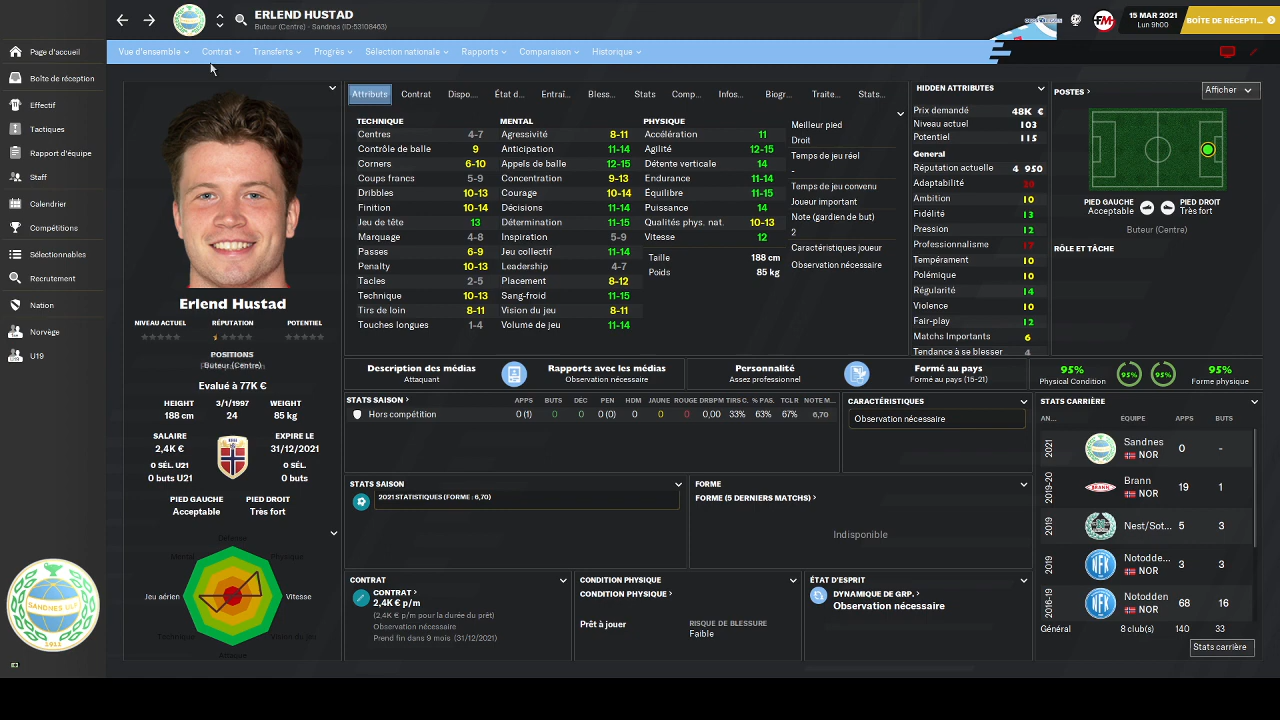 ERLEND HUSTAD
Buteur (Centre) - Sandnes (ID:53108463)
15 MAR 2021
Lun 9h00
BOÎTE DE RÉCEPTI...
Vue d'ensemble
Contrat
Transferts
Progrès
Sélection nationale
Rapports
Comparaison
Historique
Page d'accueil
Boîte de réception
Effectif
Tactiques
Rapport d'équipe
Staff
Calendrier
Compétitions
Sélectionnables
Recrutement
Nation
Norvège
U19
SANDNES ULF
1911
Erlend Hustad
NIVEAU ACTUEL RÉPUTATION POTENTIEL
POSITIONS
Buteur (Centre)
Evalué à 77K €
HEIGHT 3/1/1997 WEIGHT
188 cm 24 85 kg
SALAIRE EXPIRE LE
2,4K € 31/12/2021
0 SÉL. U21 0 SÉL.
0 buts U21 0 buts
PIED GAUCHE PIED DROIT
Acceptable Très fort
Défense
Mental Physique
Jeu aérien Vitesse
Technique Vision du jeu
Attaque
Attributs Contrat Dispo... État d... Entraî... Bless... Stats Comp... Infos... Biogr... Traite... Stats...
TECHNIQUE
Centres 4-7
Contrôle de balle 9
Corners 6-10
Coups francs 5-9
Dribbles 10-13
Finition 10-14
Jeu de tête 13
Marquage 4-8
Passes 6-9
Penalty 10-13
Tacles 2-5
Technique 10-13
Tirs de loin 8-11
Touches longues 1-4
MENTAL
Agressivité 8-11
Anticipation 11-14
Appels de balle 12-15
Concentration 9-13
Courage 10-14
Décisions 11-14
Détermination 11-15
Inspiration 5-9
Jeu collectif 11-14
Leadership 4-7
Placement 8-12
Sang-froid 11-15
Vision du jeu 8-11
Volume de jeu 11-14
PHYSIQUE
Accélération 11
Agilité 12-15
Détente verticale 14
Endurance 11-14
Équilibre 11-15
Puissance 14
Qualités phys. nat. 10-13
Vitesse 12
Taille 188 cm
Poids 85 kg
Meilleur pied
Droit
Temps de jeu réel
-
Temps de jeu convenu
Joueur important
Note (gardien de but)
2
Caractéristiques joueur
Observation nécessaire
HIDDEN ATTRIBUTES
Prix demandé 48K €
Niveau actuel 103
Potentiel 115
General
Réputation actuelle 4 950
Adaptabilité 20
Ambition 10
Fidélité 13
Pression 12
Professionnalisme 17
Tempérament 10
Polémique 10
Régularité 14
Violence 10
Fair-play 12
Matchs Importants 6
Tendance à se blesser 4
POSTES
Afficher
PIED GAUCHE
Acceptable
PIED DROIT
Très fort
Buteur (Centre)
RÔLE ET TÂCHE
Description des médias
Attaquant
Rapports avec les médias
Observation nécessaire
Personnalité
Assez professionnel
Formé au pays
Formé au pays (15-21)
95%
Physical Condition
95%
95%
95%
Forme physique
STATS SAISON APPS BUTS DÉC PEN HDM JAUNE ROUGE DRBPM TIRS C. % PAS. TCL R NOTE M...
Hors compétition 0 (1) 0 0 0 (0) 0 0 0 0,00 33% 63% 67% 6,70
CARACTÉRISTIQUES
Observation nécessaire
STATS SAISON
2021 STATISTIQUES (FORME : 6,70)
FORME
FORME (5 DERNIERS MATCHS)
Indisponible
CONTRAT
CONTRAT
2,4K € p/m
(2,4K € p/m pour la durée du prêt)
Observation nécessaire
Prend fin dans 9 mois (31/12/2021)
CONDITION PHYSIQUE
CONDITION PHYSIQUE
Prêt à jouer
RISQUE DE BLESSURE
Faible
ÉTAT D'ESPRIT
DYNAMIQUE DE GRP.
Observation nécessaire
STATS CARRIÈRE
AN... EQUIPE APPS BUTS
2021 Sandnes NOR 0 -
2019-20 Brann NOR 19 1
2019 Nest/Sot... NOR 5 3
2019 Notodde... NOR 3 3
2016-19 Notodden NOR 68 16
Général 8 club(s) 140 33
Stats carrière